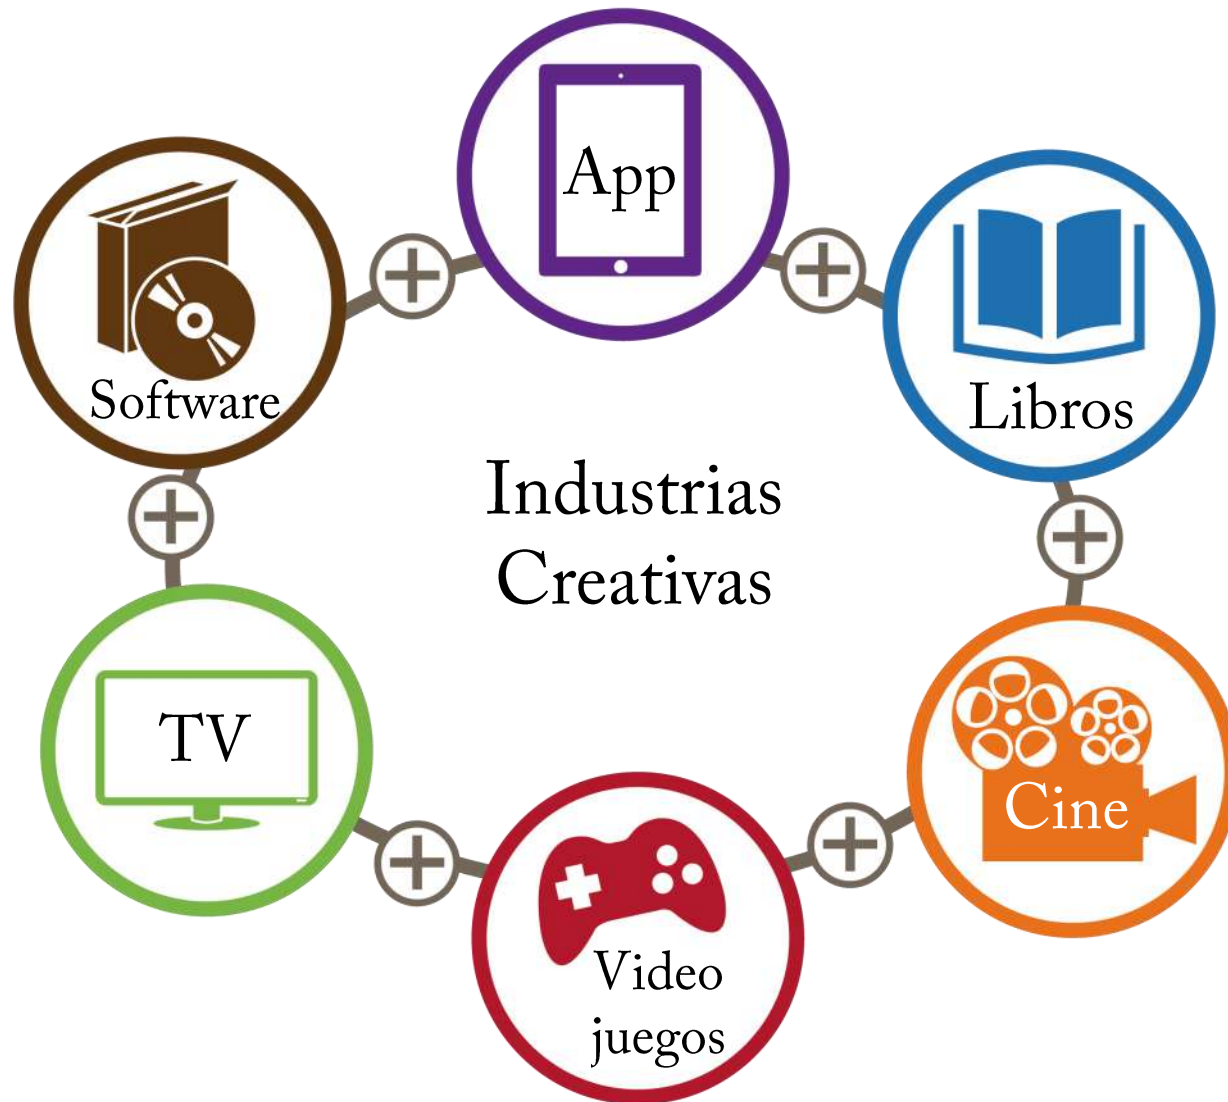 App
Software
Libros
Industrias
Creativas
TV
Cine
Video
juegos